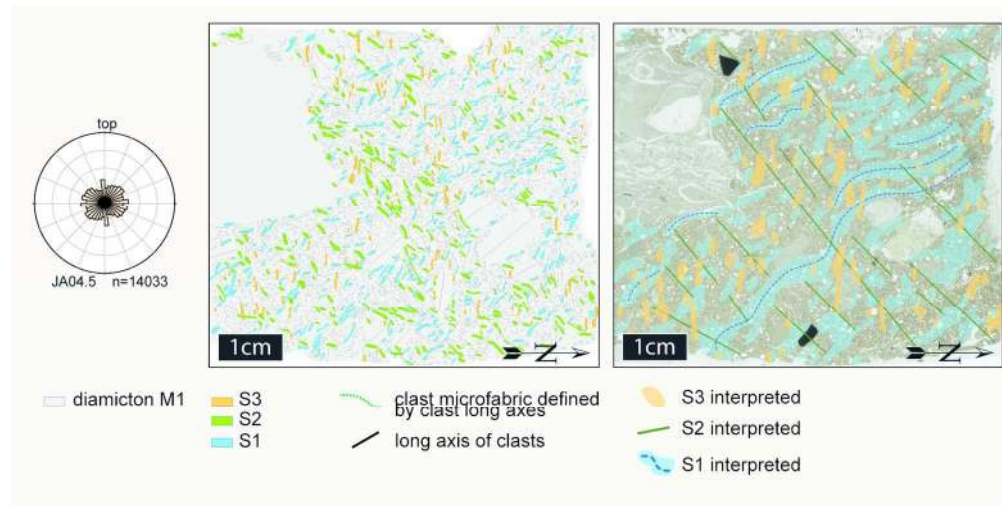 top
JA04.5 n=14033
1cm
N
1cm
N
diamicton M1
S3
S2
S1
clast microfabric defined
by clast long axes
long axis of clasts
S3 interpreted
S2 interpreted
S1 interpreted